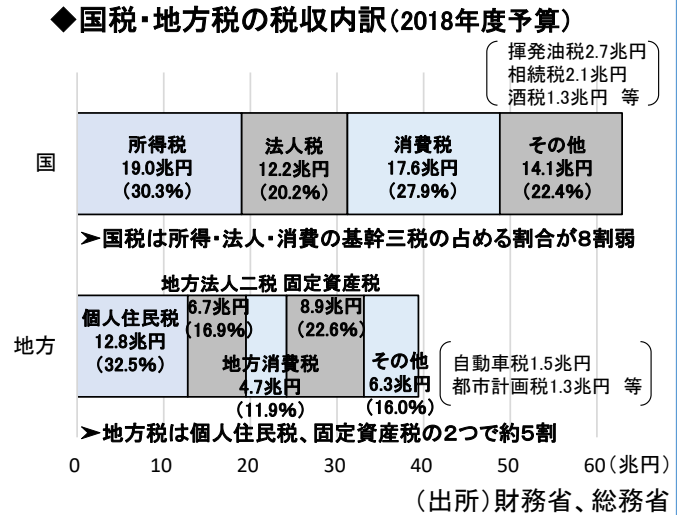 ◆国税・地方税の税収内訳(2018年度予算)
揮発油税2.7兆円
相続税2.1兆円
酒税1.3兆円 等
国
所得税
19.0兆円
(30.3%)
法人税
12.2兆円
(20.2%)
消費税
17.6兆円
(27.9%)
その他
14.1兆円
(22.4%)
➤国税は所得・法人・消費の基幹三税の占める割合が8割弱
地方
個人住民税
12.8兆円
(32.5%)
地方法人二税
6.7兆円
(16.9%)
地方消費税
4.7兆円
(11.9%)
固定資産税
8.9兆円
(22.6%)
その他
6.3兆円
(16.0%)
自動車税1.5兆円
都市計画税1.3兆円 等
➤地方税は個人住民税、固定資産税の2つで約5割
0 10 20 30 40 50 60 (兆円)
(出所)財務省、総務省